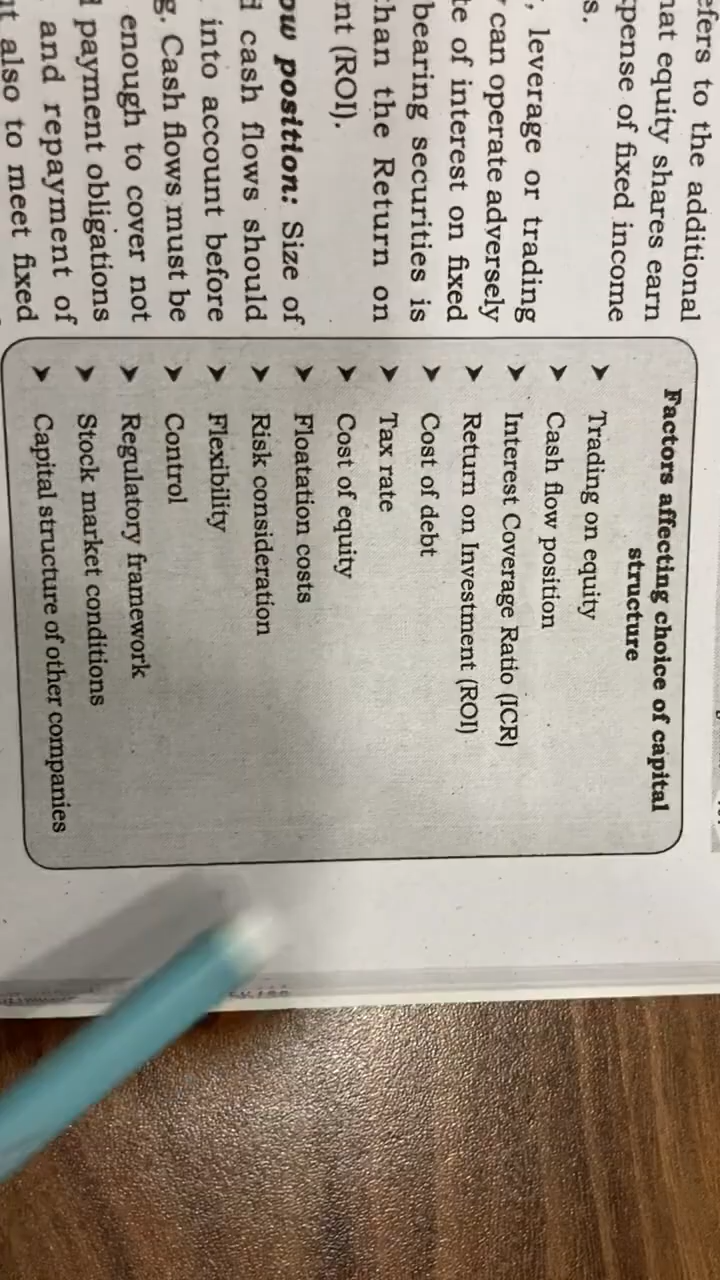 efers to the additional
hat equity shares earn
pense of fixed income
s.
, leverage or trading
can operate adversely
te of interest on fixed
bearing securities is
han the Return on
nt (ROI).
ow position: Size of
d cash flows should
into account before
g. Cash flows must be
enough to cover not
payment obligations
and repayment of
ut also to meet fixed
Factors affecting choice of capital
structure
➤ Trading on equity
➤ Cash flow position
➤ Interest Coverage Ratio (ICR)
➤ Return on Investment (ROI)
➤ Cost of debt
➤ Tax rate
➤ Cost of equity
➤ Floatation costs
➤ Risk consideration
➤ Flexibility
➤ Control
➤ Regulatory framework
➤ Stock market conditions
➤ Capital structure of other companies